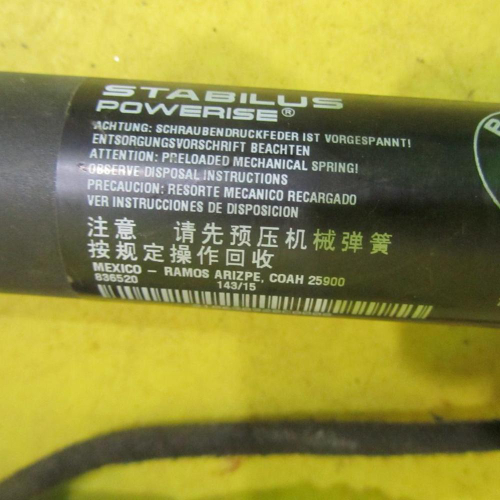 STABILUS
POWERISE®
ACHTUNG: SCHRAUBENDRUCKFEDER IST VORGESPANNT!
ENTSORGUNGSVORSCHRIFT BEACHTEN
ATTENTION: PRELOADED MECHANICAL SPRING!
OBSERVE DISPOSAL INSTRUCTIONS
PRECAUCION: RESORTE MECANICO RECARGADO
VER INSTRUCCIONES DE DISPOSICION
注意 请先预压机械弹簧
按规定操作回收
MEXICO - RAMOS ARIZPE, COAH 25900
836520 143/15